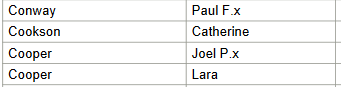 Conway Paul F.x
Cookson Catherine
Cooper Joel P.x
Cooper Lara